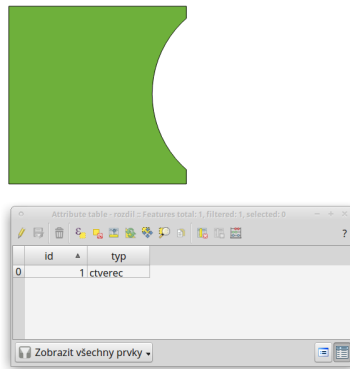 Attribute table - rozdil :: Features total: 1, filtered: 1, selected: 0
?
id typ
0 1 ctverec
Zobrazit všechny prvky